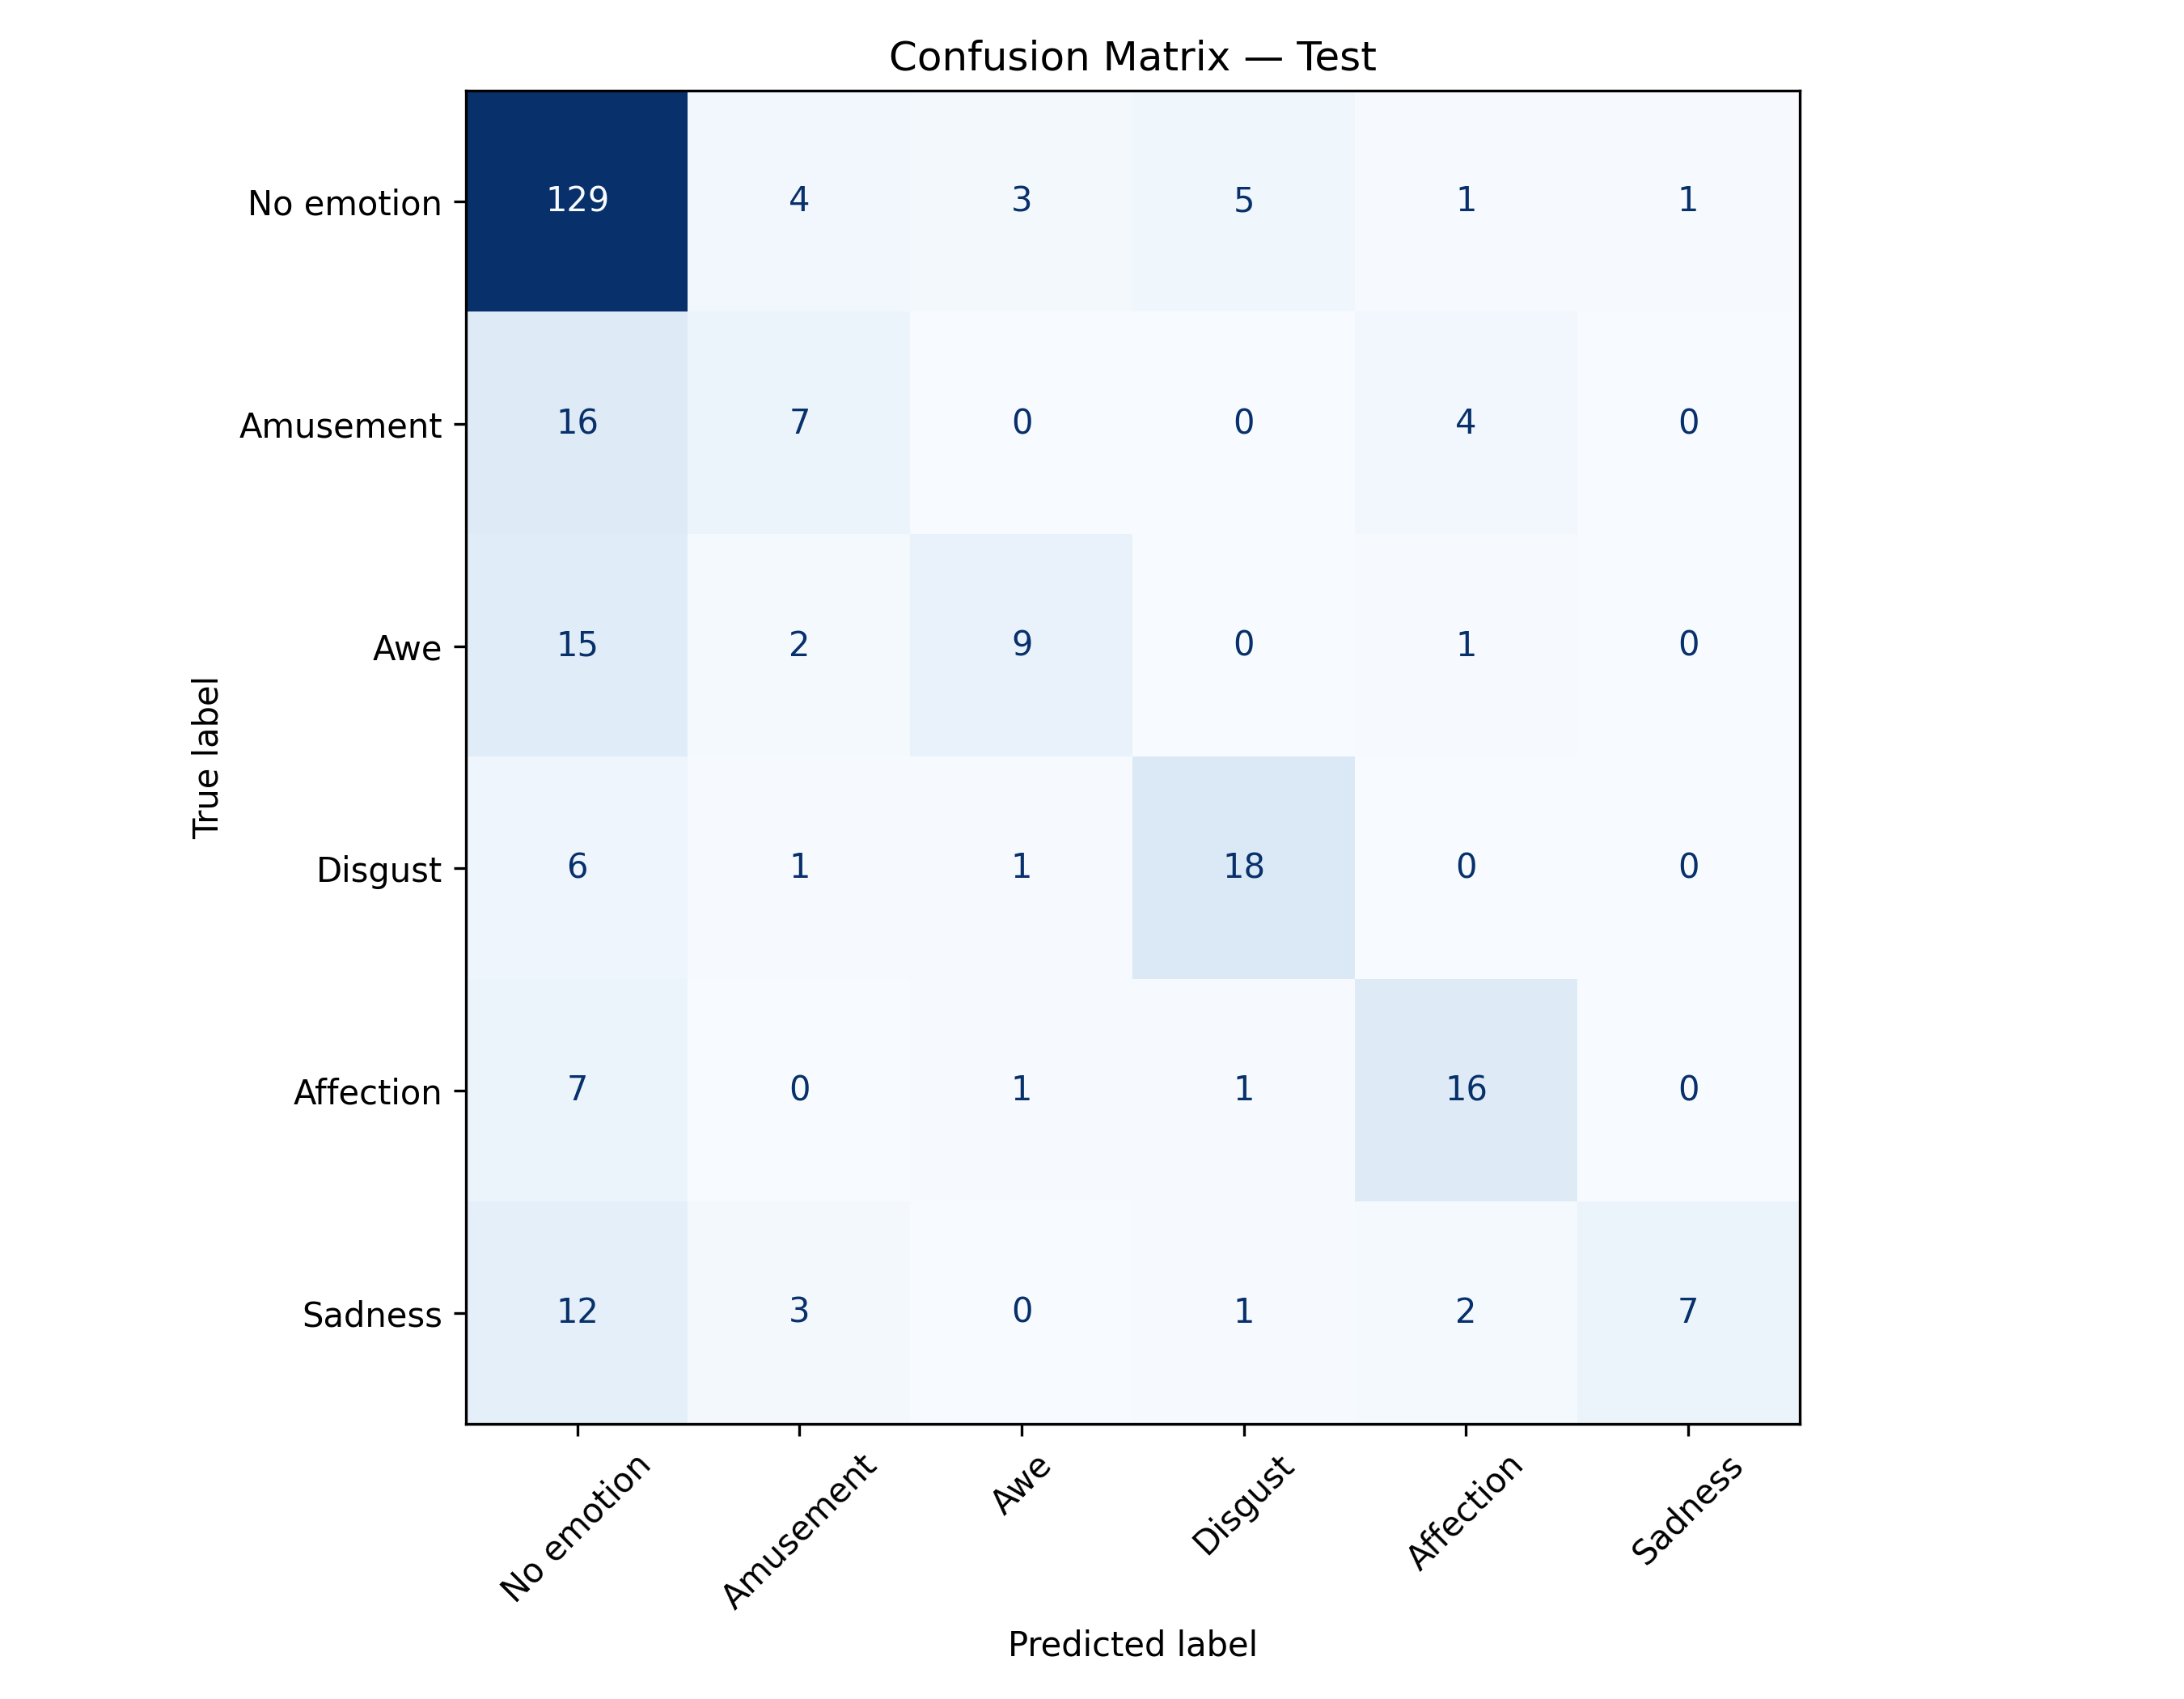 Confusion Matrix — Test
No emotion 129 4 3 5 1 1
Amusement 16 7 0 0 4 0
Awe 15 2 9 0 1 0
Disgust 6 1 1 18 0 0
Affection 7 0 1 1 16 0
Sadness 12 3 0 1 2 7
True label
No emotion Amusement Awe Disgust Affection Sadness
Predicted label